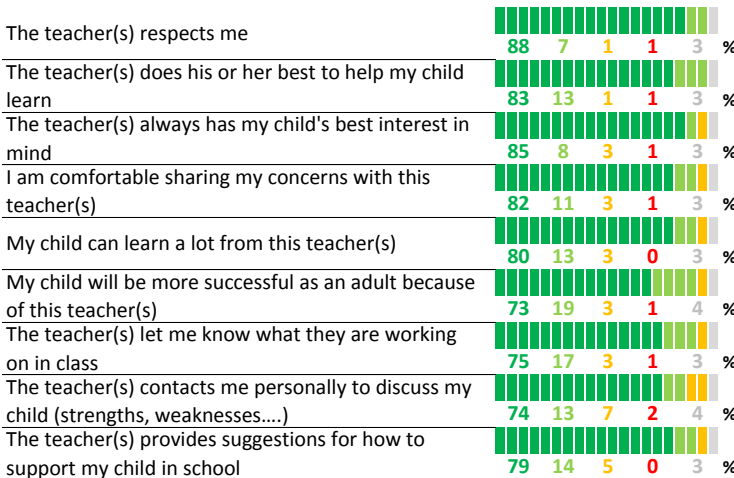 The teacher(s) respects me
88 7 1 1 3 %
The teacher(s) does his or her best to help my child
learn
83 13 1 1 3 %
The teacher(s) always has my child's best interest in
mind
85 8 3 1 3 %
I am comfortable sharing my concerns with this
teacher(s)
82 11 3 1 3 %
My child can learn a lot from this teacher(s)
80 13 3 0 3 %
My child will be more successful as an adult because
of this teacher(s)
73 19 3 1 4 %
The teacher(s) let me know what they are working
on in class
75 17 3 1 3 %
The teacher(s) contacts me personally to discuss my
child (strengths, weaknesses....)
74 13 7 2 4 %
The teacher(s) provides suggestions for how to
support my child in school
79 14 5 0 3 %